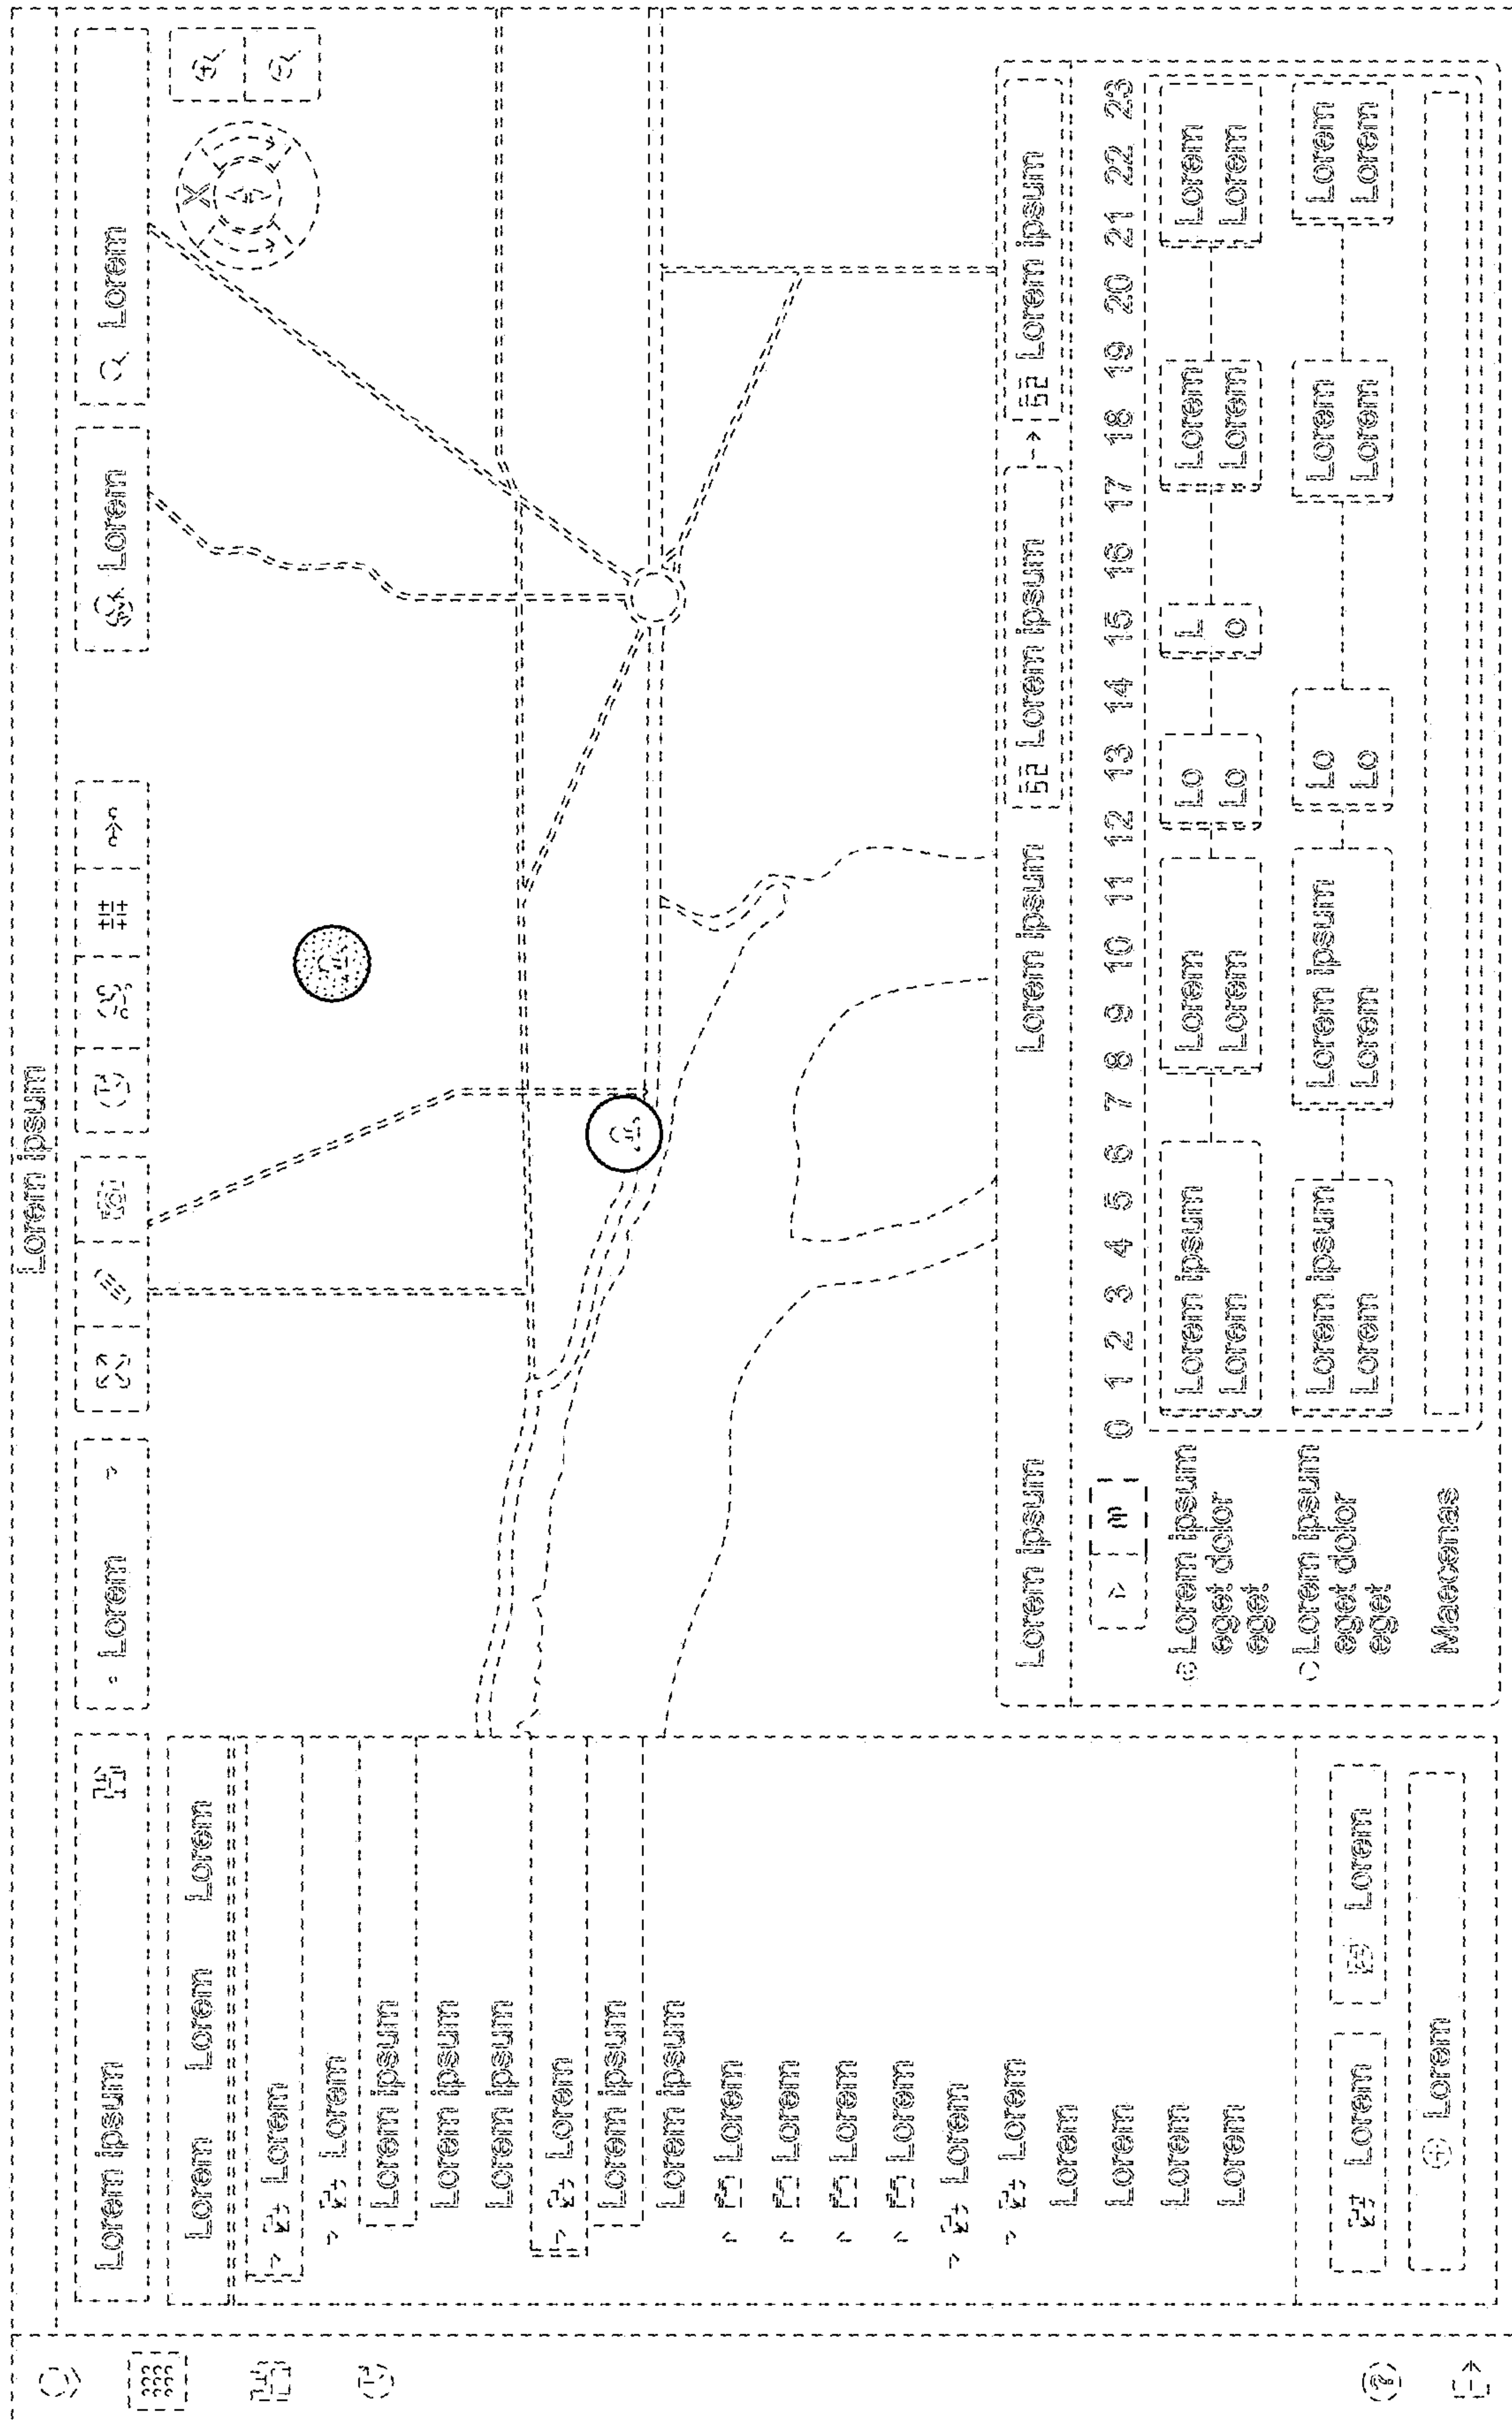 Lorem ipsum
Lorem ipsum
Lorem
Lorem
Lorem
Lorem Lorem Lorem
Lorem
Lorem
Lorem ipsum
Lorem ipsum
Lorem ipsum
Lorem
Lorem ipsum
Lorem ipsum
Lorem
Lorem
Lorem
Lorem
Lorem
Lorem
Lorem
Lorem
Lorem
Lorem
Lorem
Lorem
Lorem
X
Lorem ipsum Lorem ipsum Lorem ipsum Lorem ipsum
0 1 2 3 4 5 6 7 8 9 10 11 12 13 14 15 16 17 18 19 20 21 22 23
Lorem ipsum
eget dolor
eget
Lorem ipsum Lorem Lo L Lorem Lorem
Lorem Lorem Lo o Lorem Lorem
Lorem ipsum
eget dolor
eget
Lorem ipsum Lorem ipsum Lo Lorem Lorem
Lorem Lorem Lo Lorem Lorem
Maecenas